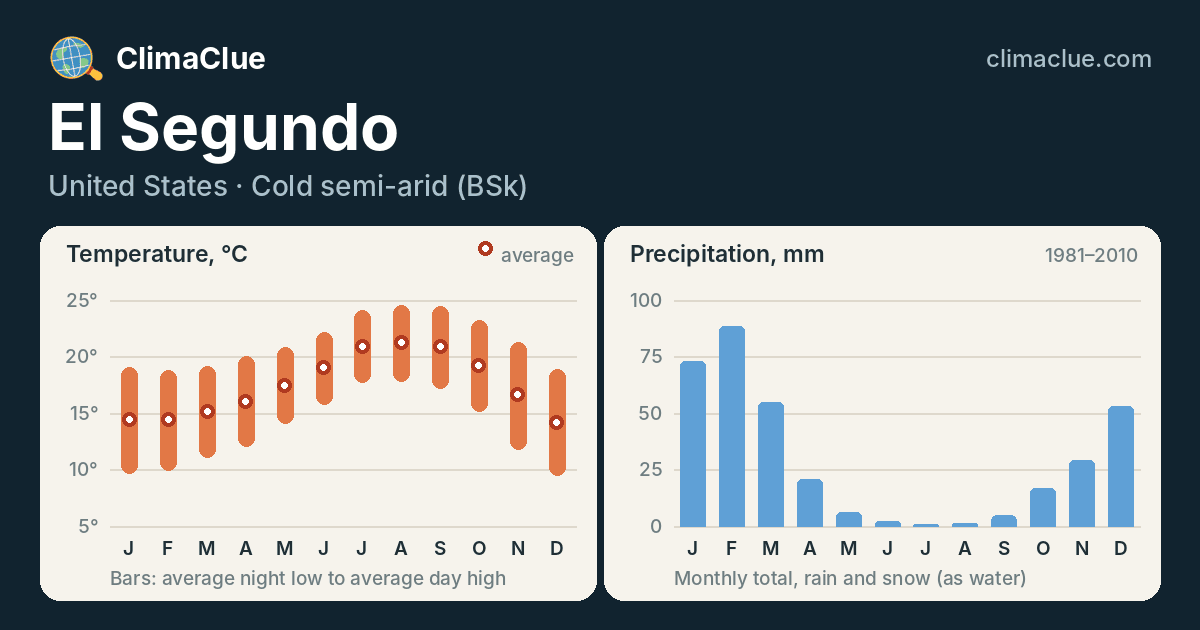 ClimaClue
climaclue.com
El Segundo
United States · Cold semi-arid (BSk)
Temperature, °C
average
25°
20°
15°
10°
5°
J F M A M J J A S O N D
Bars: average night low to average day high
Precipitation, mm
1981–2010
100
75
50
25
0
J F M A M J J A S O N D
Monthly total, rain and snow (as water)